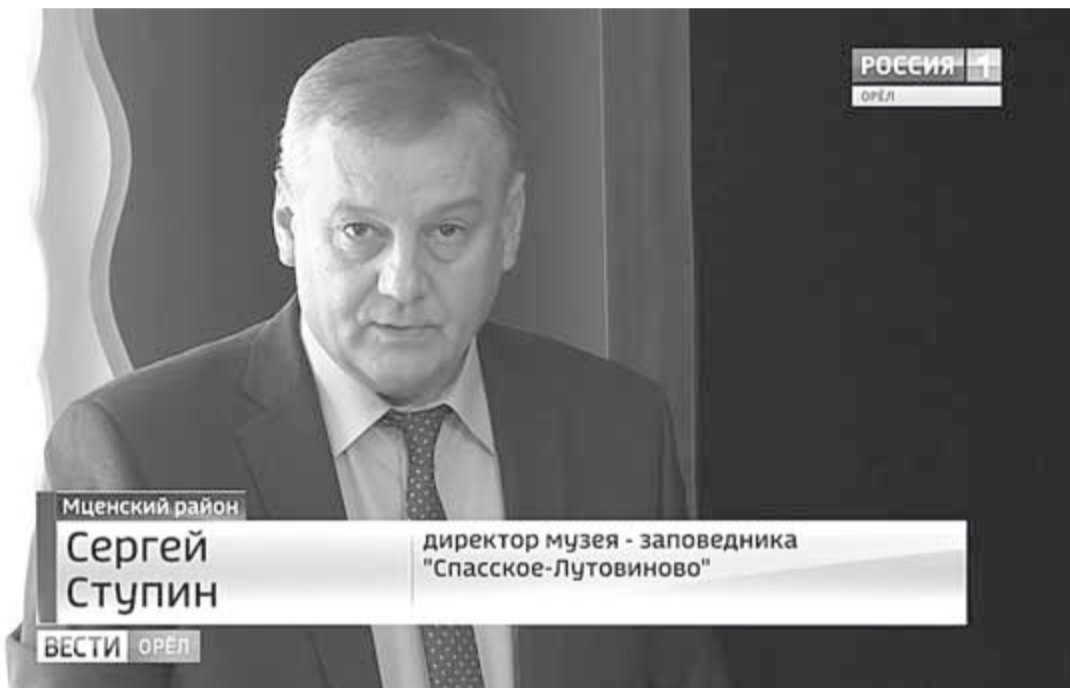 РОССИЯ 1
ОРЁЛ
Мценский район
Сергей
Ступин
директор музея - заповедника
"Спасское-Лутовиново"
ВЕСТИ ОРЁЛ